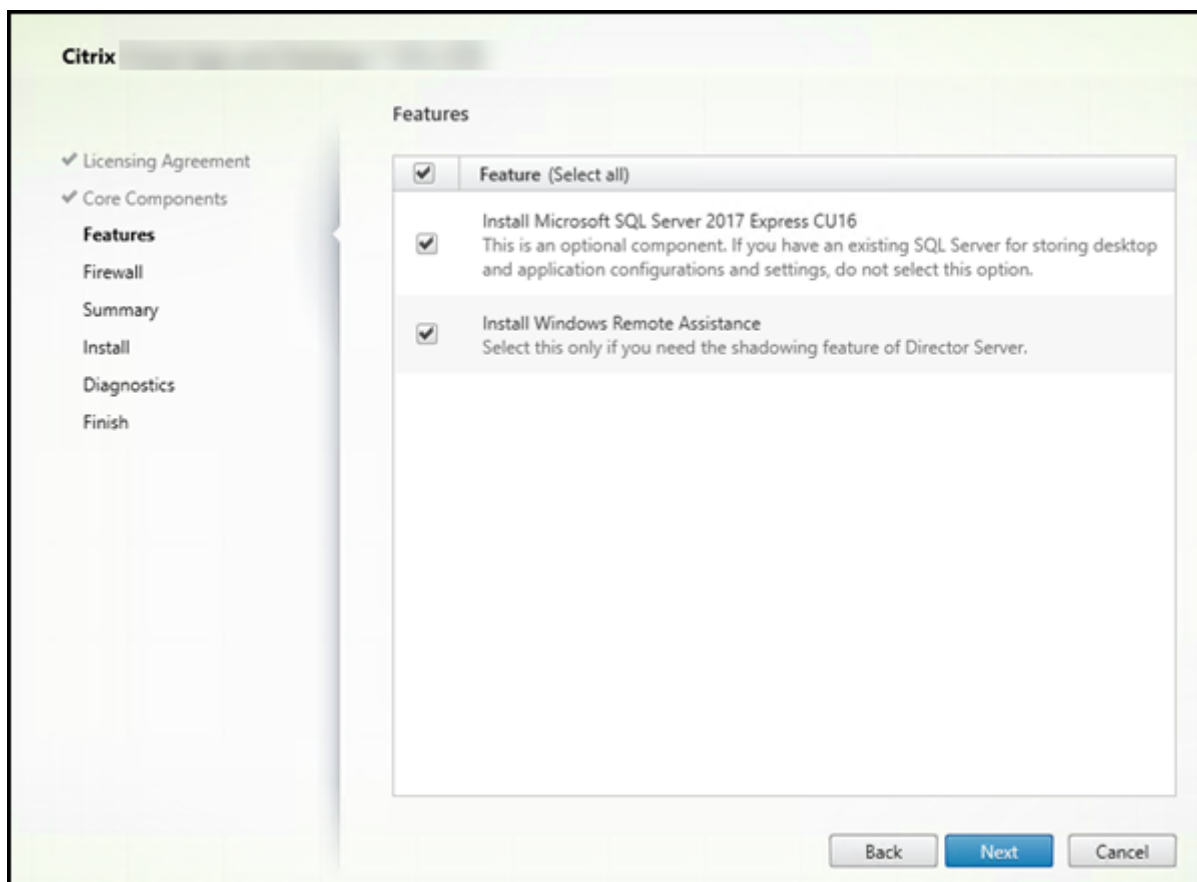 Citrix
Features
Licensing Agreement
Core Components
Features
Firewall
Summary
Install
Diagnostics
Finish
Feature (Select all)
Install Microsoft SQL Server 2017 Express CU16
This is an optional component. If you have an existing SQL Server for storing desktop
and application configurations and settings, do not select this option.
Install Windows Remote Assistance
Select this only if you need the shadowing feature of Director Server.
Back
Next
Cancel